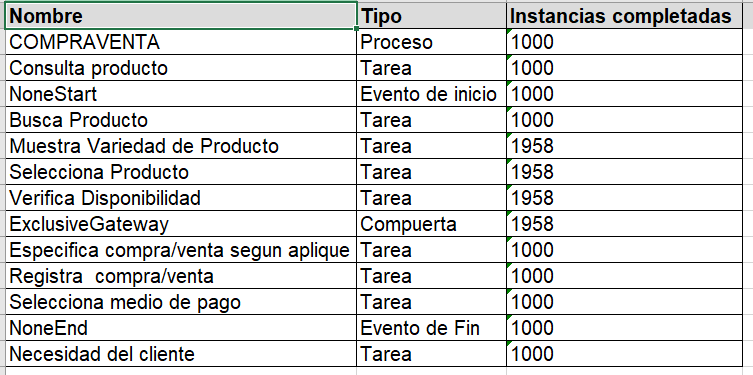 Nombre Tipo Instancias completadas
COMPRAVENTA Proceso 1000
Consulta producto Tarea 1000
NoneStart Evento de inicio 1000
Busca Producto Tarea 1000
Muestra Variedad de Producto Tarea 1958
Selecciona Producto Tarea 1958
Verifica Disponibilidad Tarea 1958
ExclusiveGateway Compuerta 1958
Especifica compra/venta segun aplique Tarea 1000
Registra  compra/venta Tarea 1000
Selecciona medio de pago Tarea 1000
NoneEnd Evento de Fin 1000
Necesidad del cliente Tarea 1000